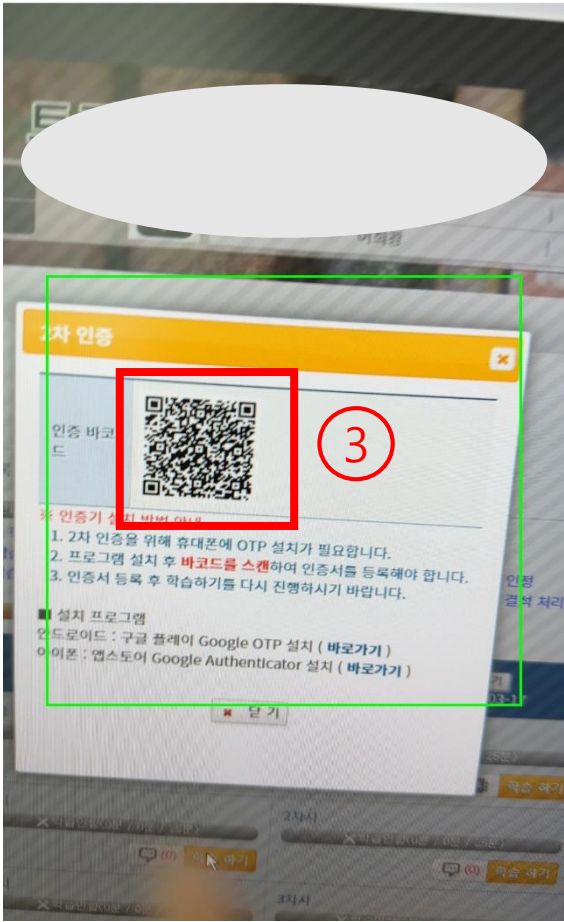 2차 인증
인증 바코
드
③
※ 인증기 설치 방법 안내
1. 2차 인증을 위해 휴대폰에 OTP 설치가 필요합니다.
2. 프로그램 설치 후 바코드를 스캔하여 인증서를 등록해야 합니다.
3. 인증서 등록 후 학습하기를 다시 진행하시기 바랍니다.
인정
결석 처리
■ 설치 프로그램
안드로이드 : 구글 플레이 Google OTP 설치 ( 바로가기 )
아이폰 : 앱스토어 Google Authenticator 설치 ( 바로가기 )
기
03-17
닫 기
학습 하기
2차시
(0)
하기
(0) 학습 하기
3차시